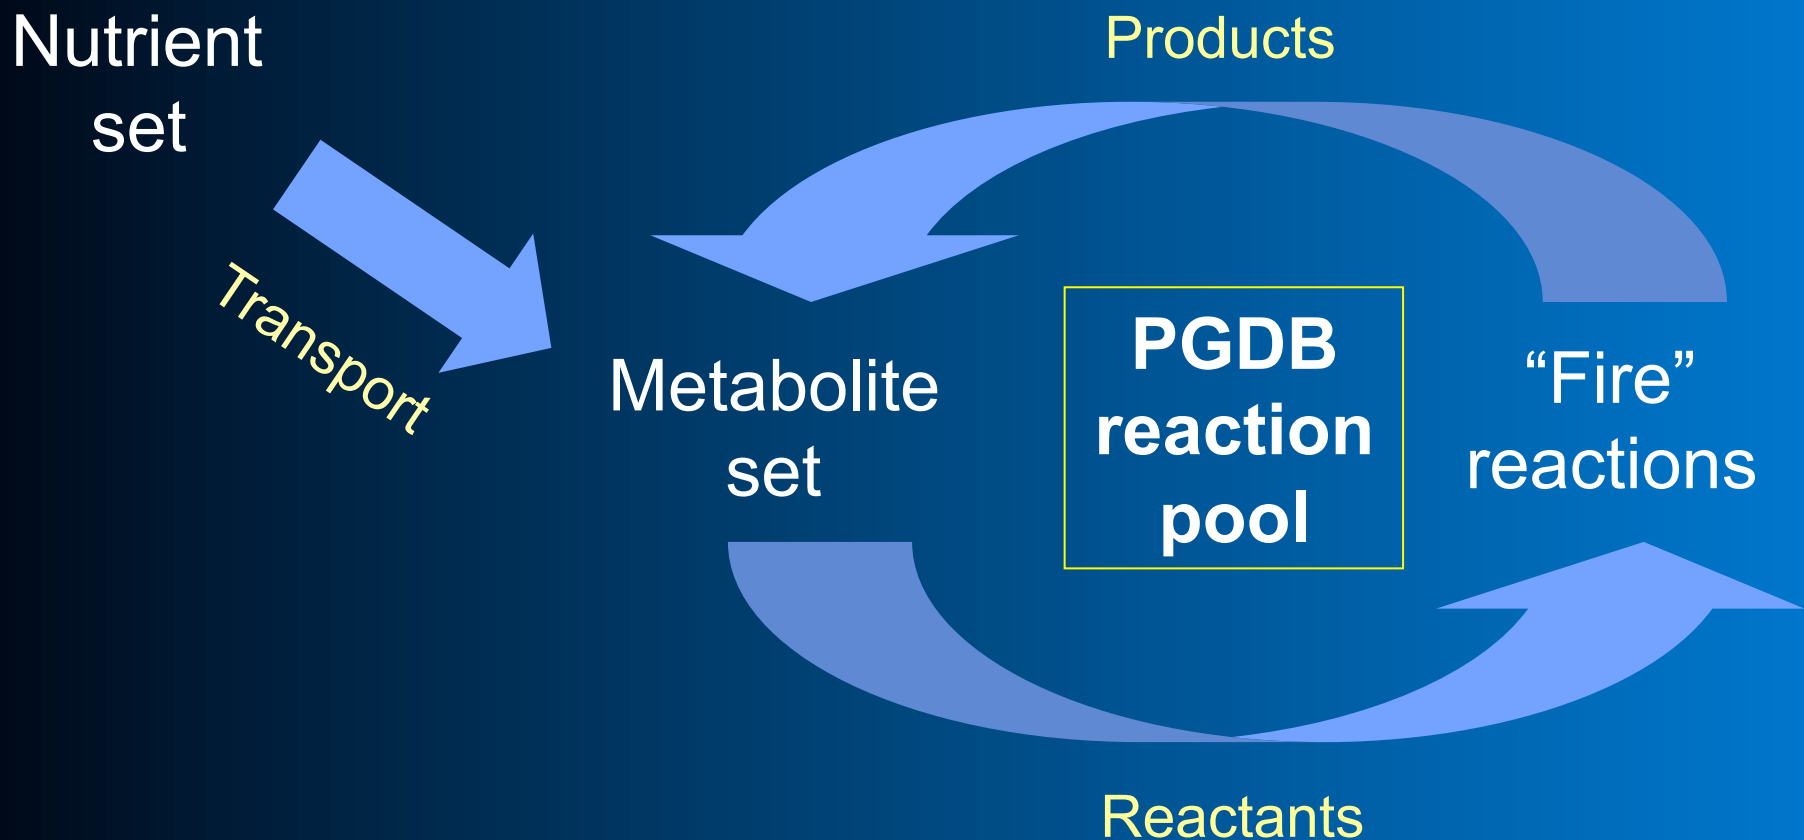 Nutrient
set
Products
Transport
Metabolite
set
PGDB
reaction
pool
“Fire”
reactions
Reactants